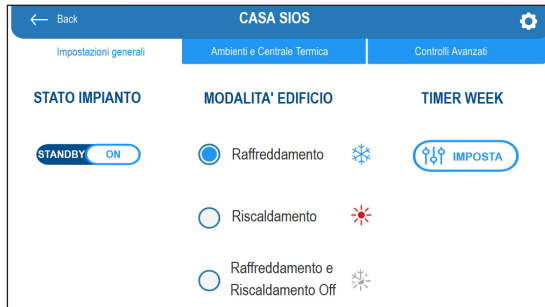 Back
CASA SIOS
Impostazioni generali
Ambienti e Centrale Termica
Controlli Avanzati
STATO IMPIANTO
MODALITA' EDIFICIO
TIMER WEEK
STANDBY
ON
Raffreddamento
IMPOSTA
Riscaldamento
Raffreddamento e
Riscaldamento Off